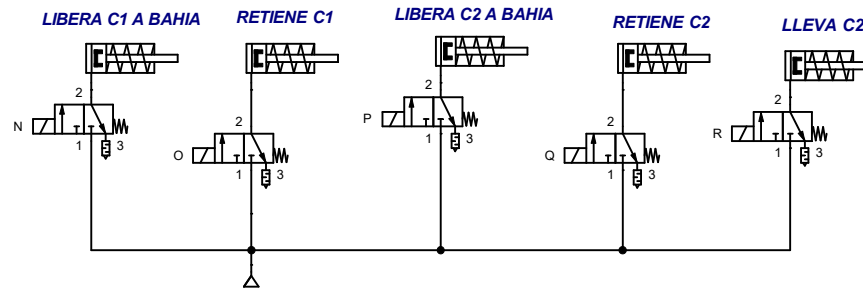 LIBERA C1 A BAHIA
RETIENE C1
LIBERA C2 A BAHIA
RETIENE C2
LLEVA C2
N
2
1
3
O
2
1
3
P
2
1
3
Q
2
1
3
R
2
1
3